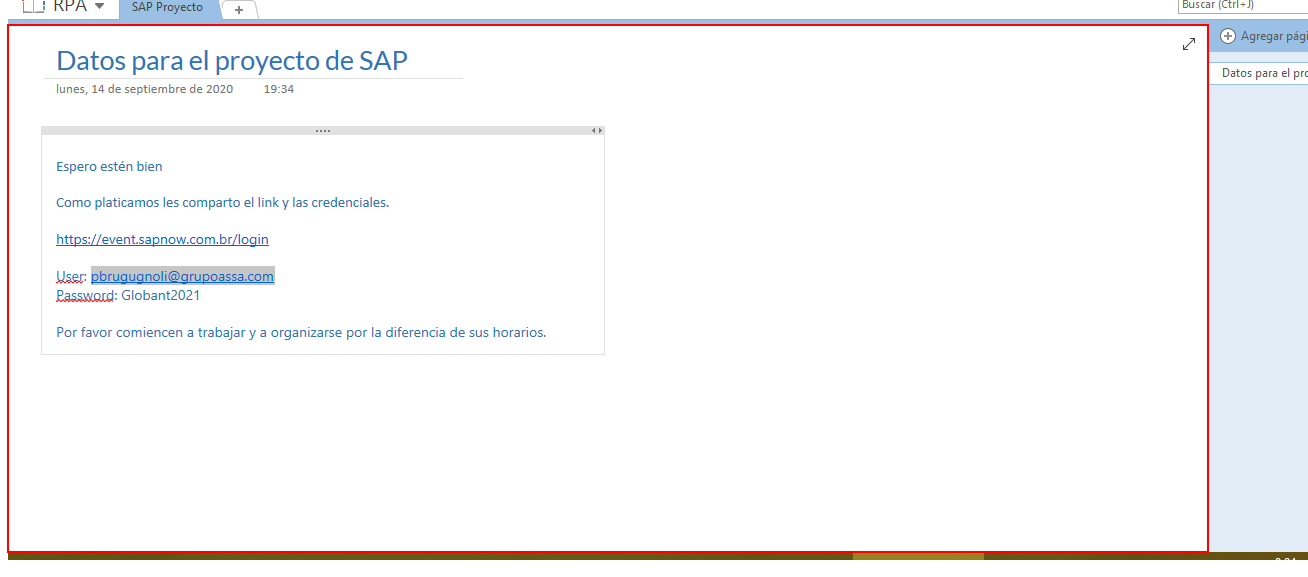 RPA
SAP Proyecto
Buscar (Ctrl+J)
Datos para el proyecto de SAP
lunes, 14 de septiembre de 2020 19:34
Agregar pági
Datos para el pro
Espero estén bien
Como platicamos les comparto el link y las credenciales.
https://event.sapnow.com.br/login
User: pbrugugnoli@grupoassa.com
Password: Globant2021
Por favor comiencen a trabajar y a organizarse por la diferencia de sus horarios.